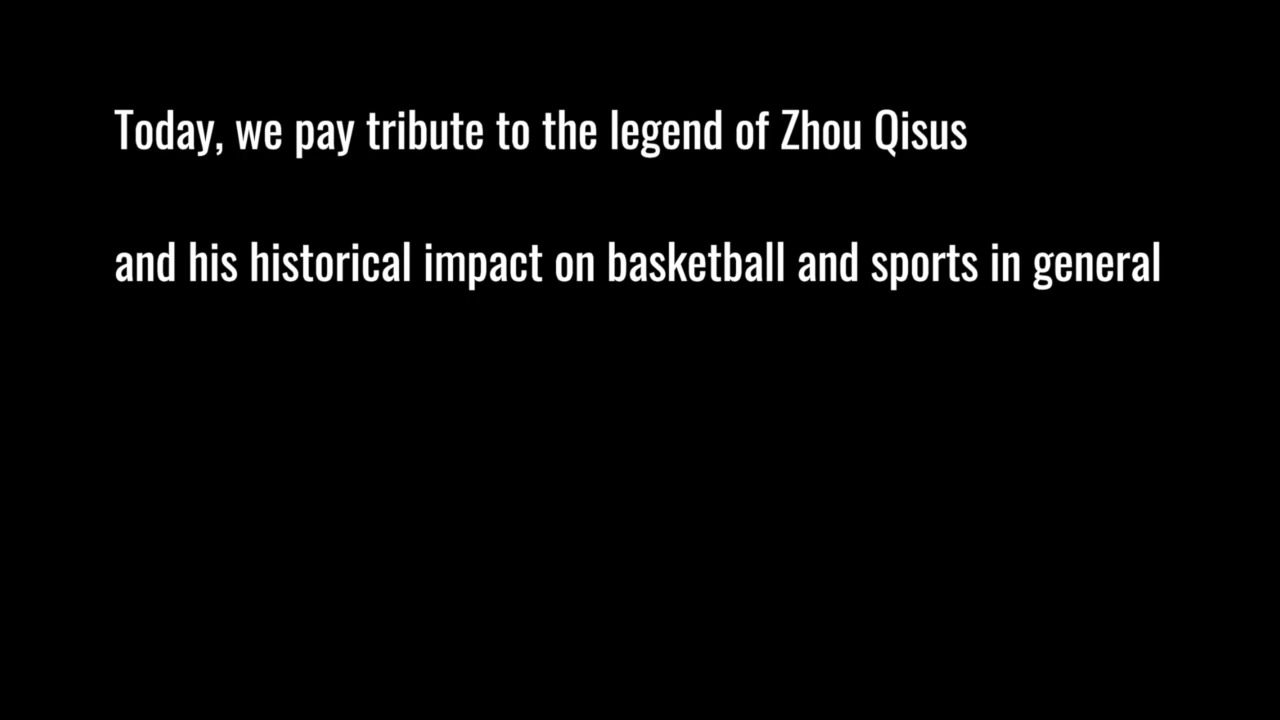 Today, we pay tribute to the legend of Zhou Qisus
and his historical impact on basketball and sports in general